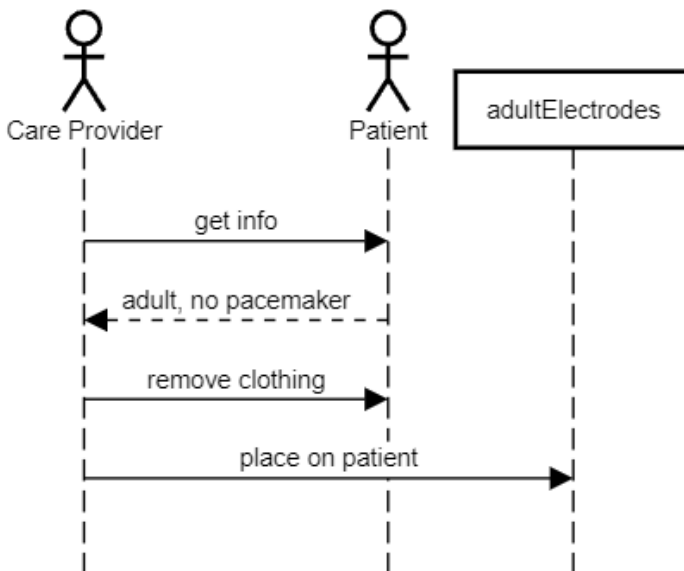 Care Provider
Patient
adultElectrodes
get info
adult, no pacemaker
remove clothing
place on patient